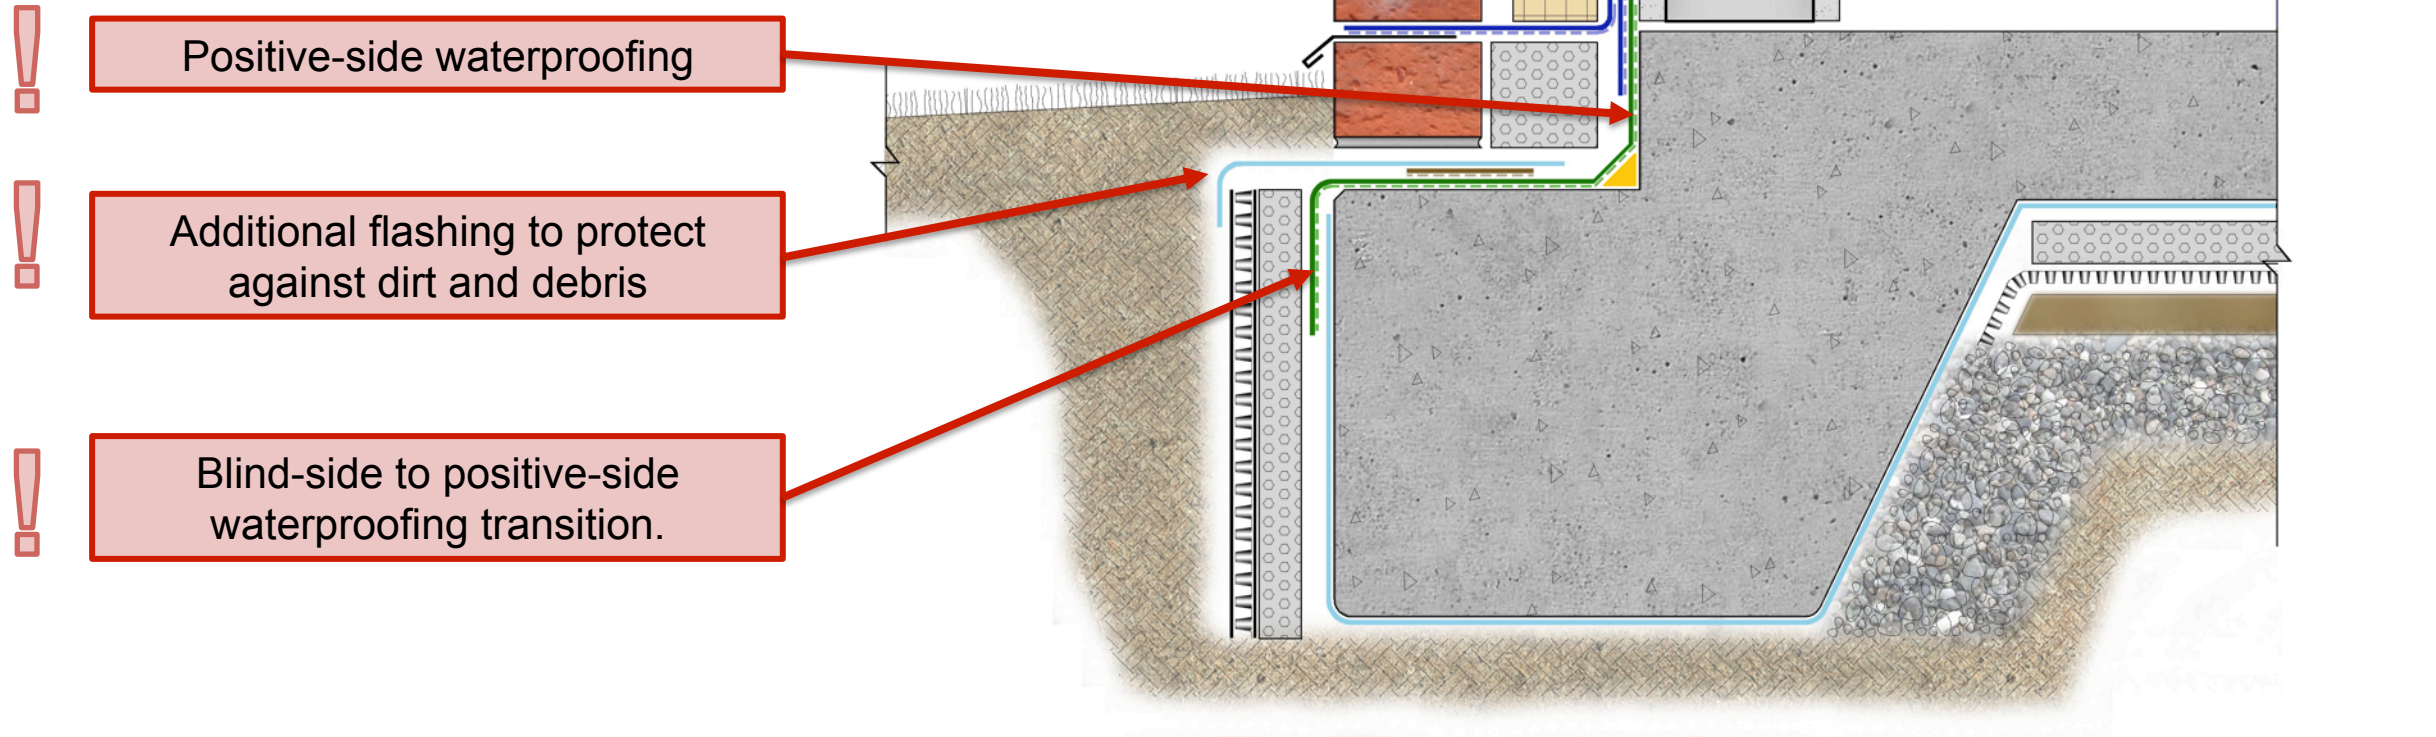 Positive-side waterproofing
Additional flashing to protect
against dirt and debris
Blind-side to positive-side
waterproofing transition.